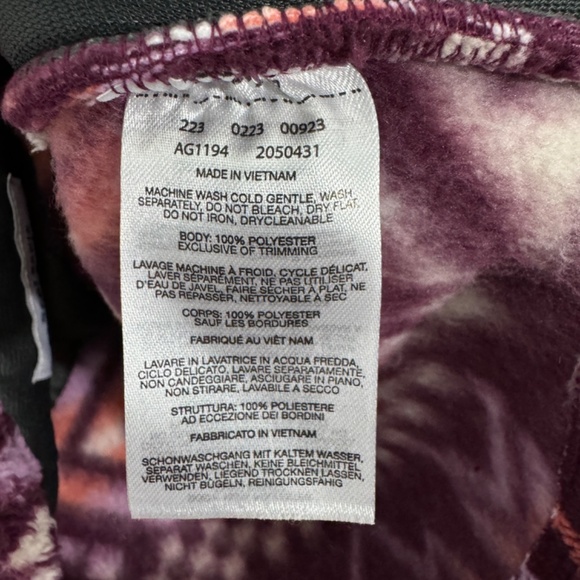 223 0223 00923
AG1194 2050431
MADE IN VIETNAM
MACHINE WASH COLD GENTLE, WASH
SEPARATELY, DO NOT BLEACH, DRY FLAT,
DO NOT IRON, DRYCLEANABLE
BODY: 100% POLYESTER
EXCLUSIVE OF TRIMMING
LAVAGE MACHINE À FROID, CYCLE DÉLICAT,
LAVER SÉPARÉMENT, NE PAS UTILISER
D'EAU DE JAVEL, FAIRE SÉCHER À PLAT, NE
PAS REPASSER, NETTOYABLE A SEC
CORPS: 100% POLYESTER
SAUF LES BORDURES
FABRIQUÉ AU VIÊT NAM
LAVARE IN LAVATRICE IN ACQUA FREDDA,
CICLO DELICATO, LAVARE SEPARATAMENTE,
NON CANDEGGIARE, ASCIUGARE IN PIANO,
NON STIRARE, LAVABILE A SECCO
STRUTTURA: 100% POLIESTERE
AD ECCEZIONE DEI BORDINI
FABBRICATO IN VIETNAM
SCHONWASCHGANG MIT KALTEM WASSER,
SEPARAT WASCHEN, KEINE BLEICHMITTEL
VERWENDEN, LIEGEND TROCKNEN LASSEN,
NICHT BÜGELN, REINIGUNGSFÄHIG